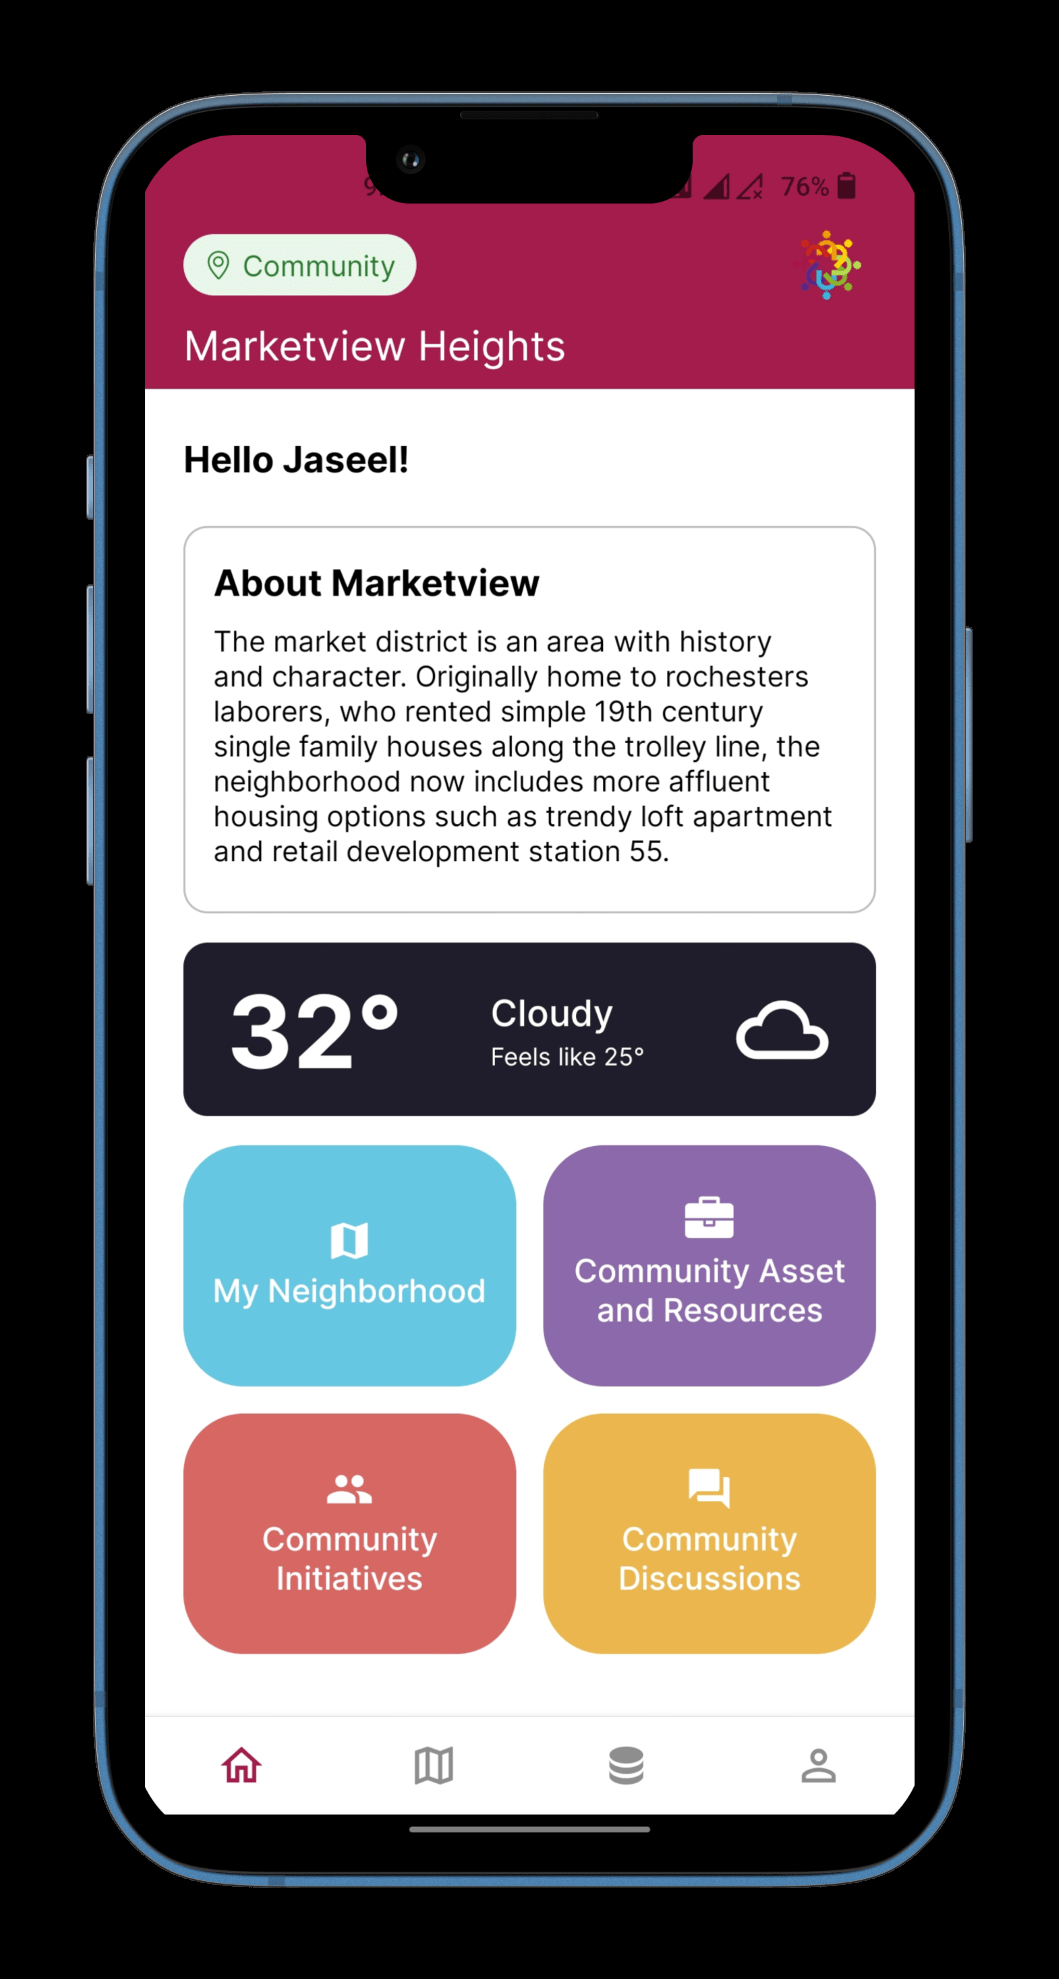 76%
Community
Marketview Heights
Hello Jaseel!
About Marketview
The market district is an area with history
and character. Originally home to rochesters
laborers, who rented simple 19th century
single family houses along the trolley line, the
neighborhood now includes more affluent
housing options such as trendy loft apartment
and retail development station 55.
32°
Cloudy
Feels like 25°
My Neighborhood
Community Asset
and Resources
Community
Initiatives
Community
Discussions